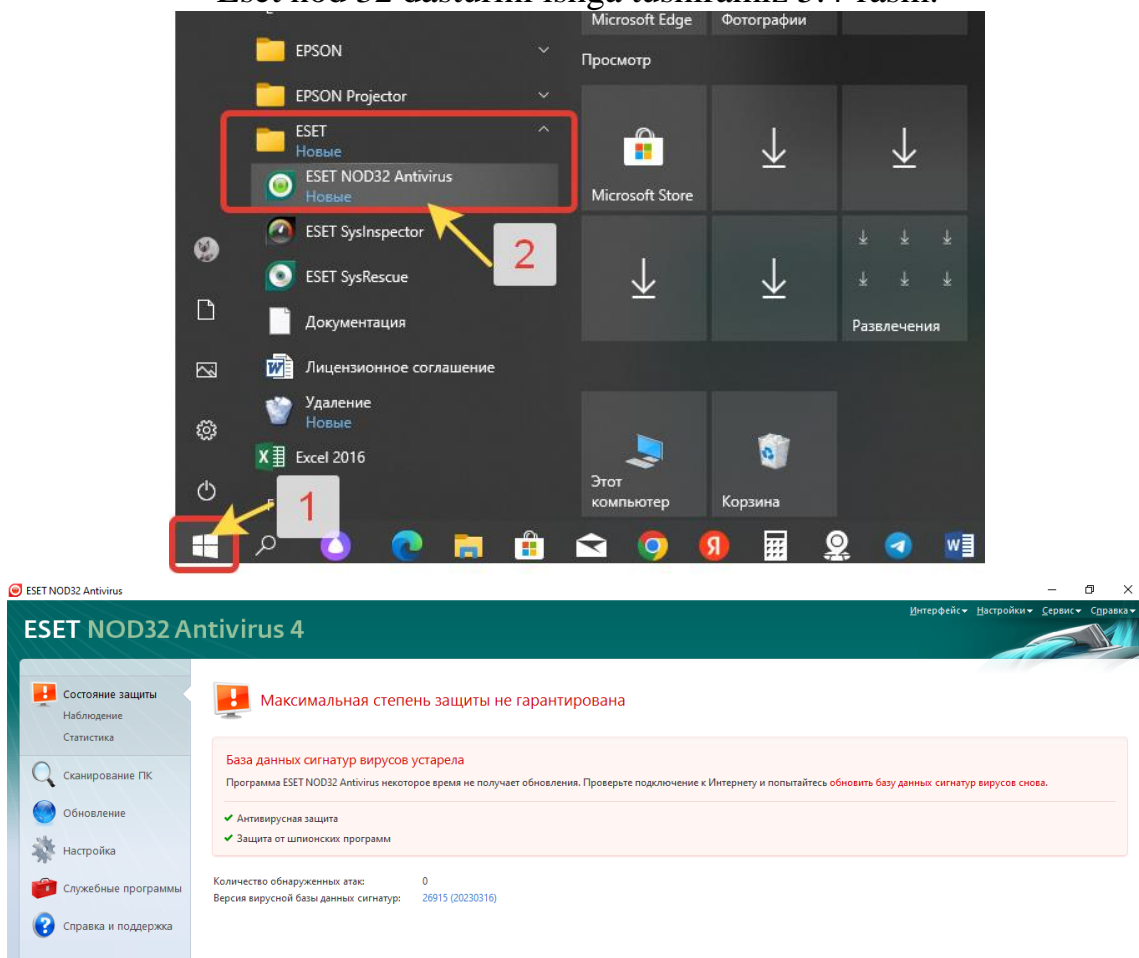 Eset nod 32 dasturini ishga tushiramiz 3.4-rasm.
Microsoft Edge
Фотографии
EPSON
Просмотр
EPSON Projector
ESET
Новые
ESET NOD32 Antivirus
Новые
Microsoft Store
ESET SysInspector
2
ESET SysRescue
Документация
Развлечения
Лицензионное соглашение
Удаление
Новые
Excel 2016
Этот
компьютер
Корзина
F
1
ESET NOD32 Antivirus
Интерфейс
Настройки
Сервис
Справка
ESET NOD32 Antivirus 4
Состояние защиты
Наблюдение
Статистика
Сканирование ПК
Обновление
Настройка
Служебные программы
Справка и поддержка
Максимальная степень защиты не гарантирована
База данных сигнатур вирусов устарела
Программа ESET NOD32 Antivirus некоторое время не получает обновления. Проверьте подключение к Интернету и попытайтесь обновить базу данных сигнатур вирусов снова.
Антивирусная защита
Защита от шпионских программ
Количество обнаруженных атак: 0
Версия вирусной базы данных сигнатур: 26915 (20230316)